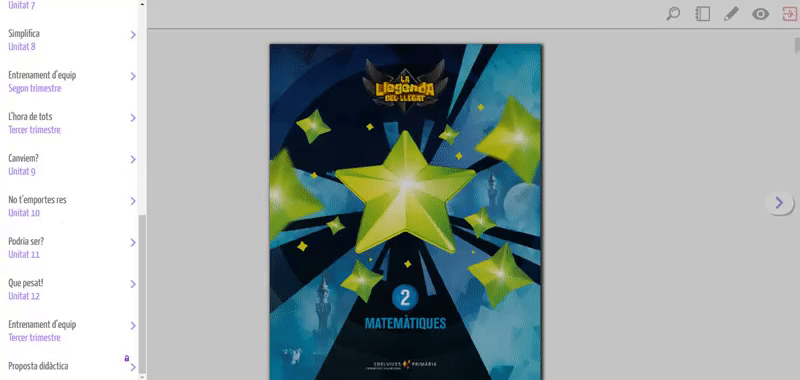 Unitat 7
Simplifica
Unitat 8
Entrenament d'equip
Segon trimestre
L'hora de tots
Tercer trimestre
Canviem?
Unitat 9
No t'emportes res
Unitat 10
Podria ser?
Unitat 11
Que pesat!
Unitat 12
Entrenament d'equip
Tercer trimestre
Proposta didàctica
LA
LLEGENDA
DEL LLEGAT
2
MATEMÀTIQUES
EDELVIVES PRIMÀRIA